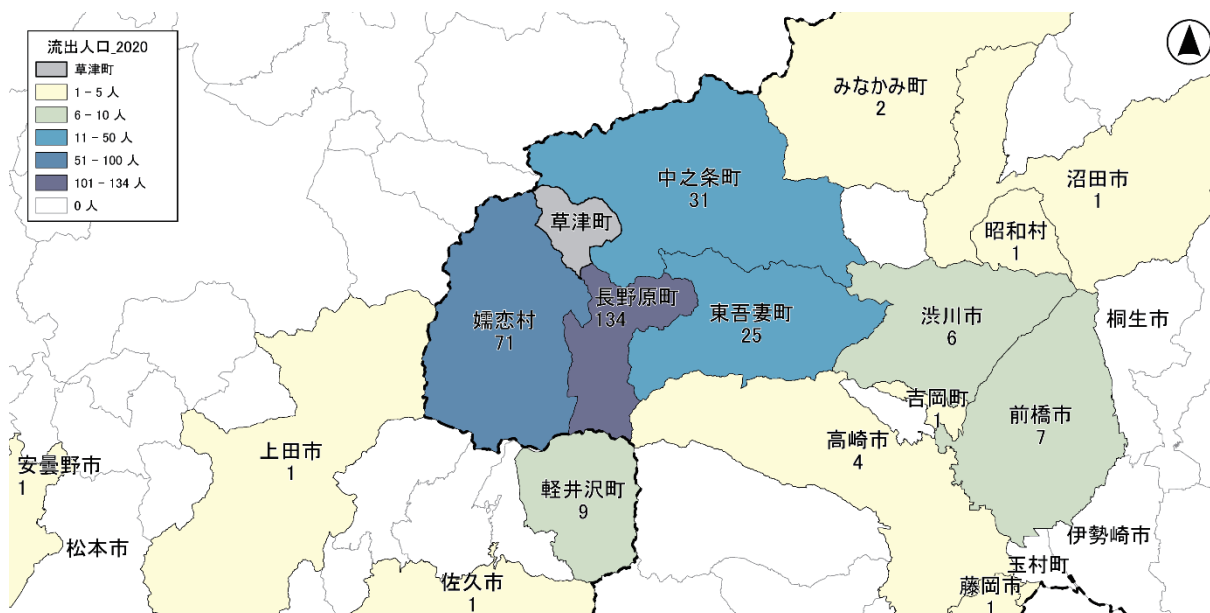 流出人口_2020
草津町
1 – 5 人
6 – 10 人
11 – 50 人
51 – 100 人
101 – 134 人
0 人
みなかみ町
2
中之条町
31
沼田市
1
草津町
昭和村
1
長野原町
134
東吾妻町
25
嬬恋村
71
渋川市
6
桐生市
吉岡町
1
前橋市
7
高崎市
4
上田市
1
安曇野市
1
軽井沢町
9
松本市
伊勢崎市
玉村町
佐久市
1
藤岡市
1